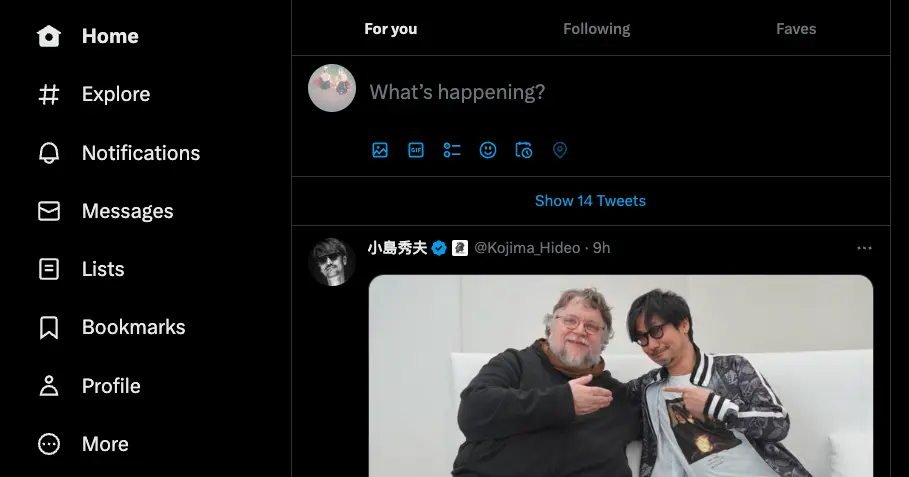 Home
Explore
Notifications
Messages
Lists
Bookmarks
Profile
More
For you Following Faves
What's happening?
GIF
Show 14 Tweets
小島秀夫 @Kojima_Hideo · 9h